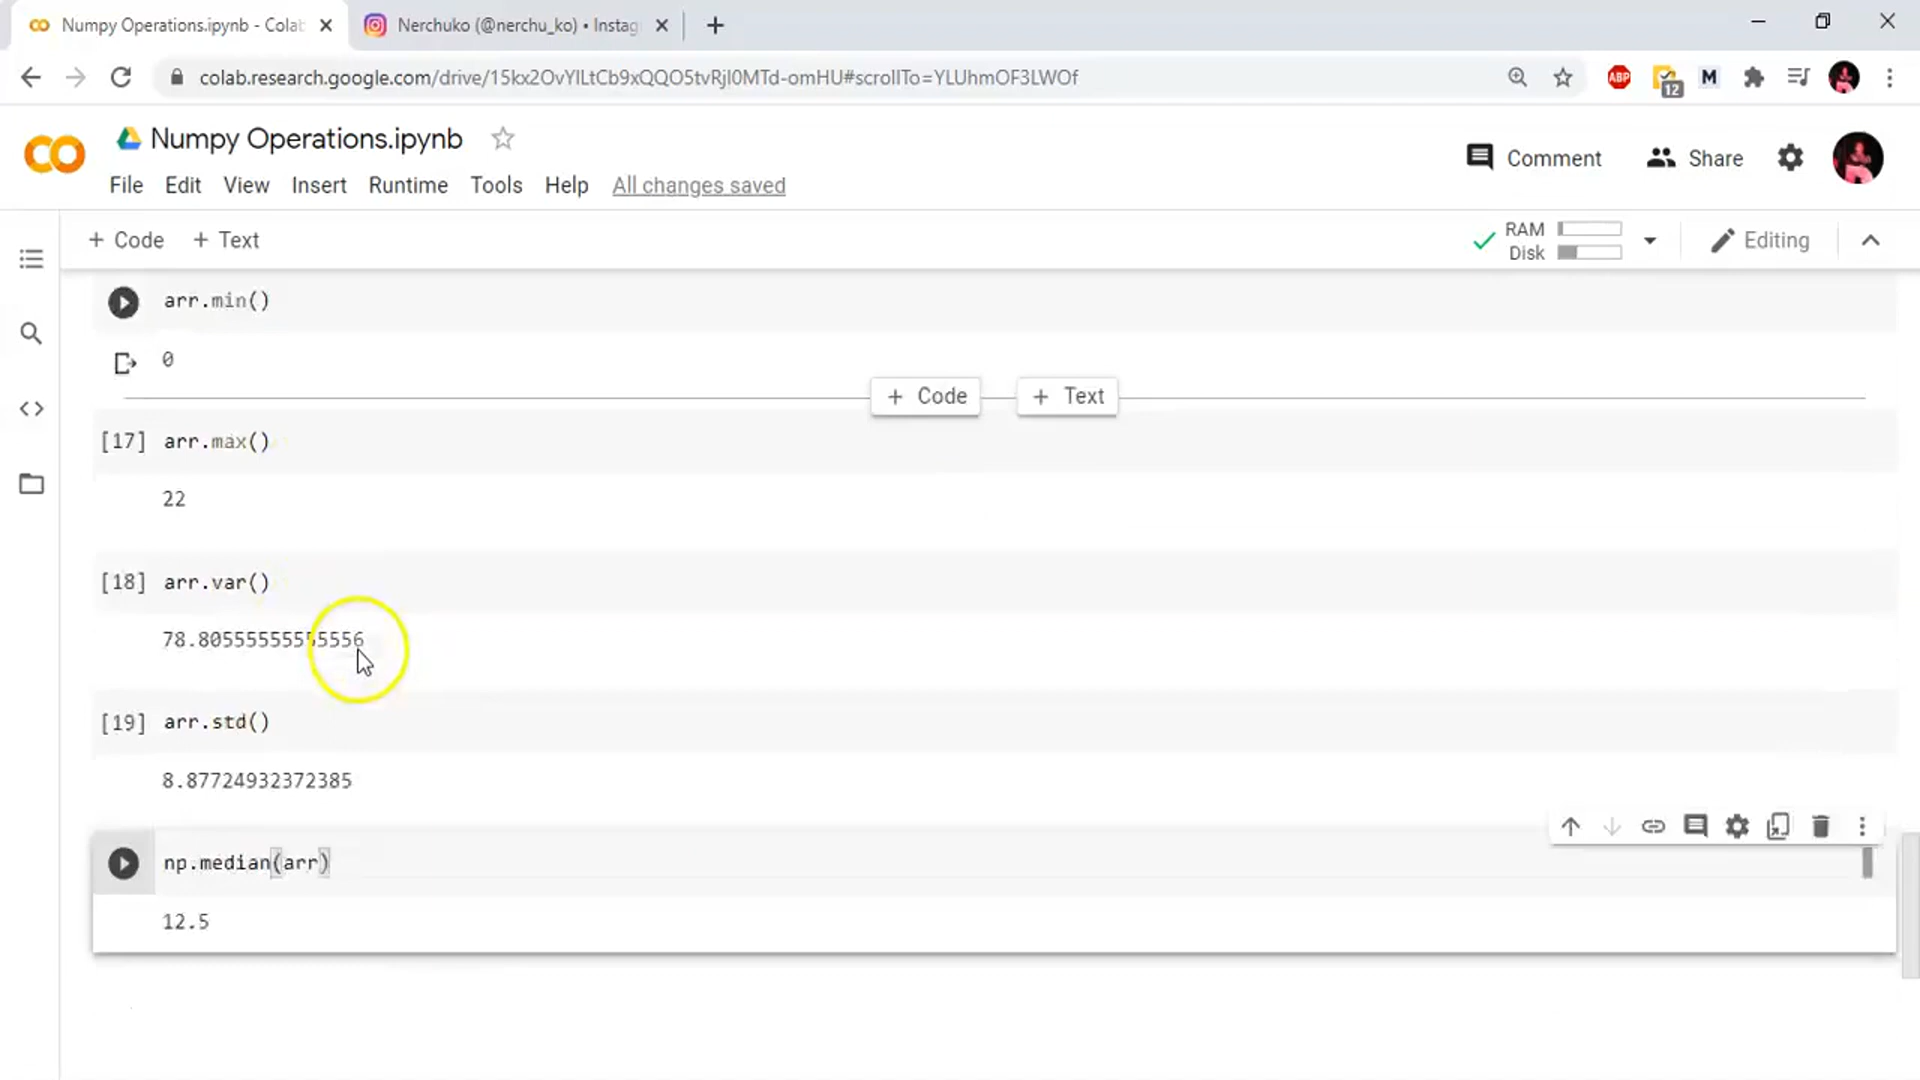 Numpy Operations.ipynb - Colab
Nerchuko (@nerchu_ko) • Instag
colab.research.google.com/drive/15kx2OvYlLtCb9xQQO5tvRjI0MTd-omHU#scrollTo=YLUhmOF3LWOf
ABP
12
M
Numpy Operations.ipynb
Comment
Share
File Edit View Insert Runtime Tools Help All changes saved
+ Code + Text
RAM
Disk
Editing
arr.min()
0
+ Code + Text
[17] arr.max()
22
[18] arr.var()
78.80555555555556
[19] arr.std()
8.87724932372385
np.median(arr)
12.5